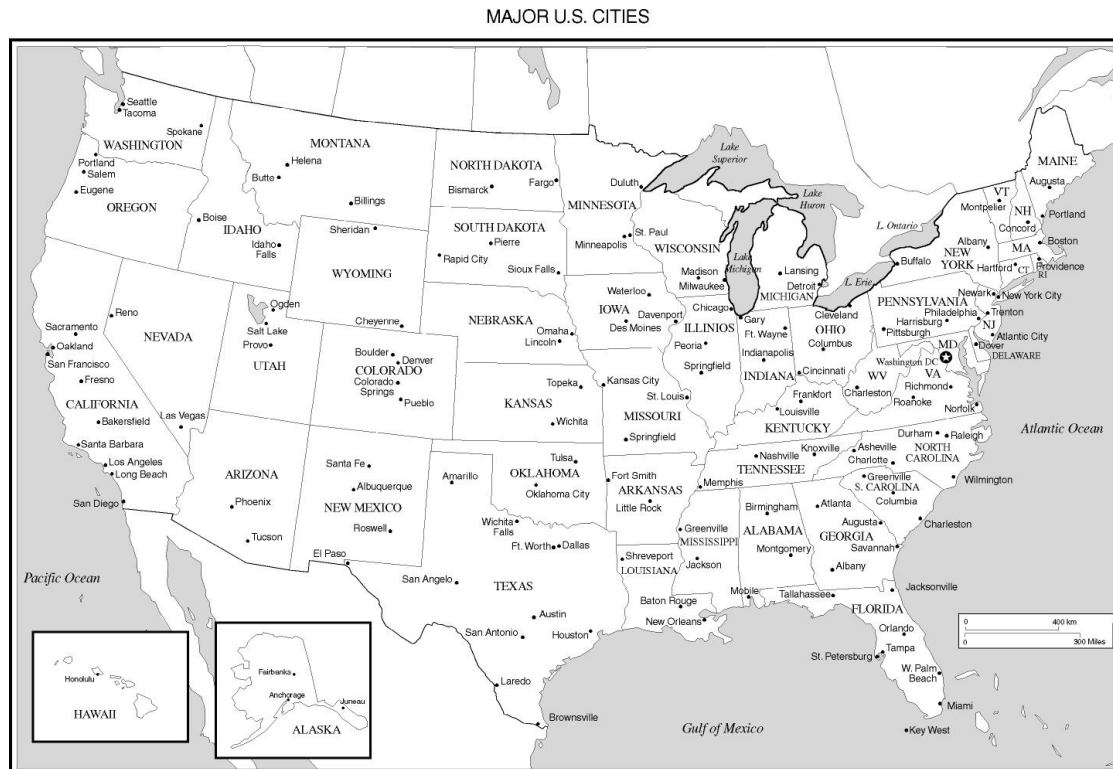 MAJOR U.S. CITIES
Seattle
Tacoma
Spokane
WASHINGTON
Portland
Salem
Eugene
OREGON
Boise
IDAHO
Idaho
Falls
MONTANA
Helena
Butte
Billings
Sheridan
WYOMING
Cheyenne
NORTH DAKOTA
Bismarck
Fargo
SOUTH DAKOTA
Pierre
Rapid City
Sioux Falls
NEBRASKA
Omaha
Lincoln
Duluth
MINNESOTA
Minneapolis
St. Paul
WISCONSIN
Madison
Milwaukee
Lake
Superior
Lake
Huron
Lake
Michigan
L. Ontario
L. Erie
Lansing
Detroit
MICHIGAN
IOWA
Waterloo
Des Moines
Davenport
Chicago
ILLINIOS
Peoria
Springfield
Gary
Ft. Wayne
Indianapolis
INDIANA
OHIO
Cleveland
Columbus
Cincinnati
Frankfort
Louisville
KENTUCKY
MAINE
Augusta
Portland
VT
Montpelier
NH
Concord
MA
Boston
Albany
NEW
YORK
Buffalo
Hartford
CT
Providence
RI
Newark
New York City
PENNSYLVANIA
Philadelphia
Harrisburg
Pittsburgh
Trenton
NJ
Atlantic City
Dover
DELAWARE
MD
Washington DC
WV
Charleston
VA
Richmond
Roanoke
Norfolk
Atlantic Ocean
Sacramento
Oakland
San Francisco
Fresno
CALIFORNIA
Bakersfield
Santa Barbara
Los Angeles
Long Beach
San Diego
Reno
NEVADA
Las Vegas
Ogden
Salt Lake
Provo
UTAH
Boulder
Denver
COLORADO
Colorado
Springs
Pueblo
Topeka
KANSAS
Wichita
Kansas City
St. Louis
MISSOURI
Springfield
ARIZONA
Phoenix
Tucson
Santa Fe
Albuquerque
NEW MEXICO
Roswell
El Paso
Amarillo
Tulsa
OKLAHOMA
Oklahoma City
Wichita
Falls
Ft. Worth
Dallas
San Angelo
TEXAS
Austin
San Antonio
Houston
Laredo
Brownsville
Fort Smith
ARKANSAS
Little Rock
Shreveport
LOUISIANA
Baton Rouge
New Orleans
Nashville
Knoxville
TENNESSEE
Memphis
Greenville
MISSISSIPPI
Jackson
Birmingham
ALABAMA
Montgomery
Mobile
Durham
Raleigh
Asheville
Charlotte
NORTH
CAROLINA
Wilmington
Greenville
S. CAROLINA
Columbia
Charleston
Atlanta
Augusta
GEORGIA
Savannah
Albany
Tallahassee
Jacksonville
FLORIDA
Orlando
Tampa
St. Petersburg
W. Palm
Beach
Miami
Key West
Pacific Ocean
Gulf of Mexico
0 400 km
0 300 Miles
Honolulu
HAWAII
Fairbanks
Anchorage
Juneau
ALASKA